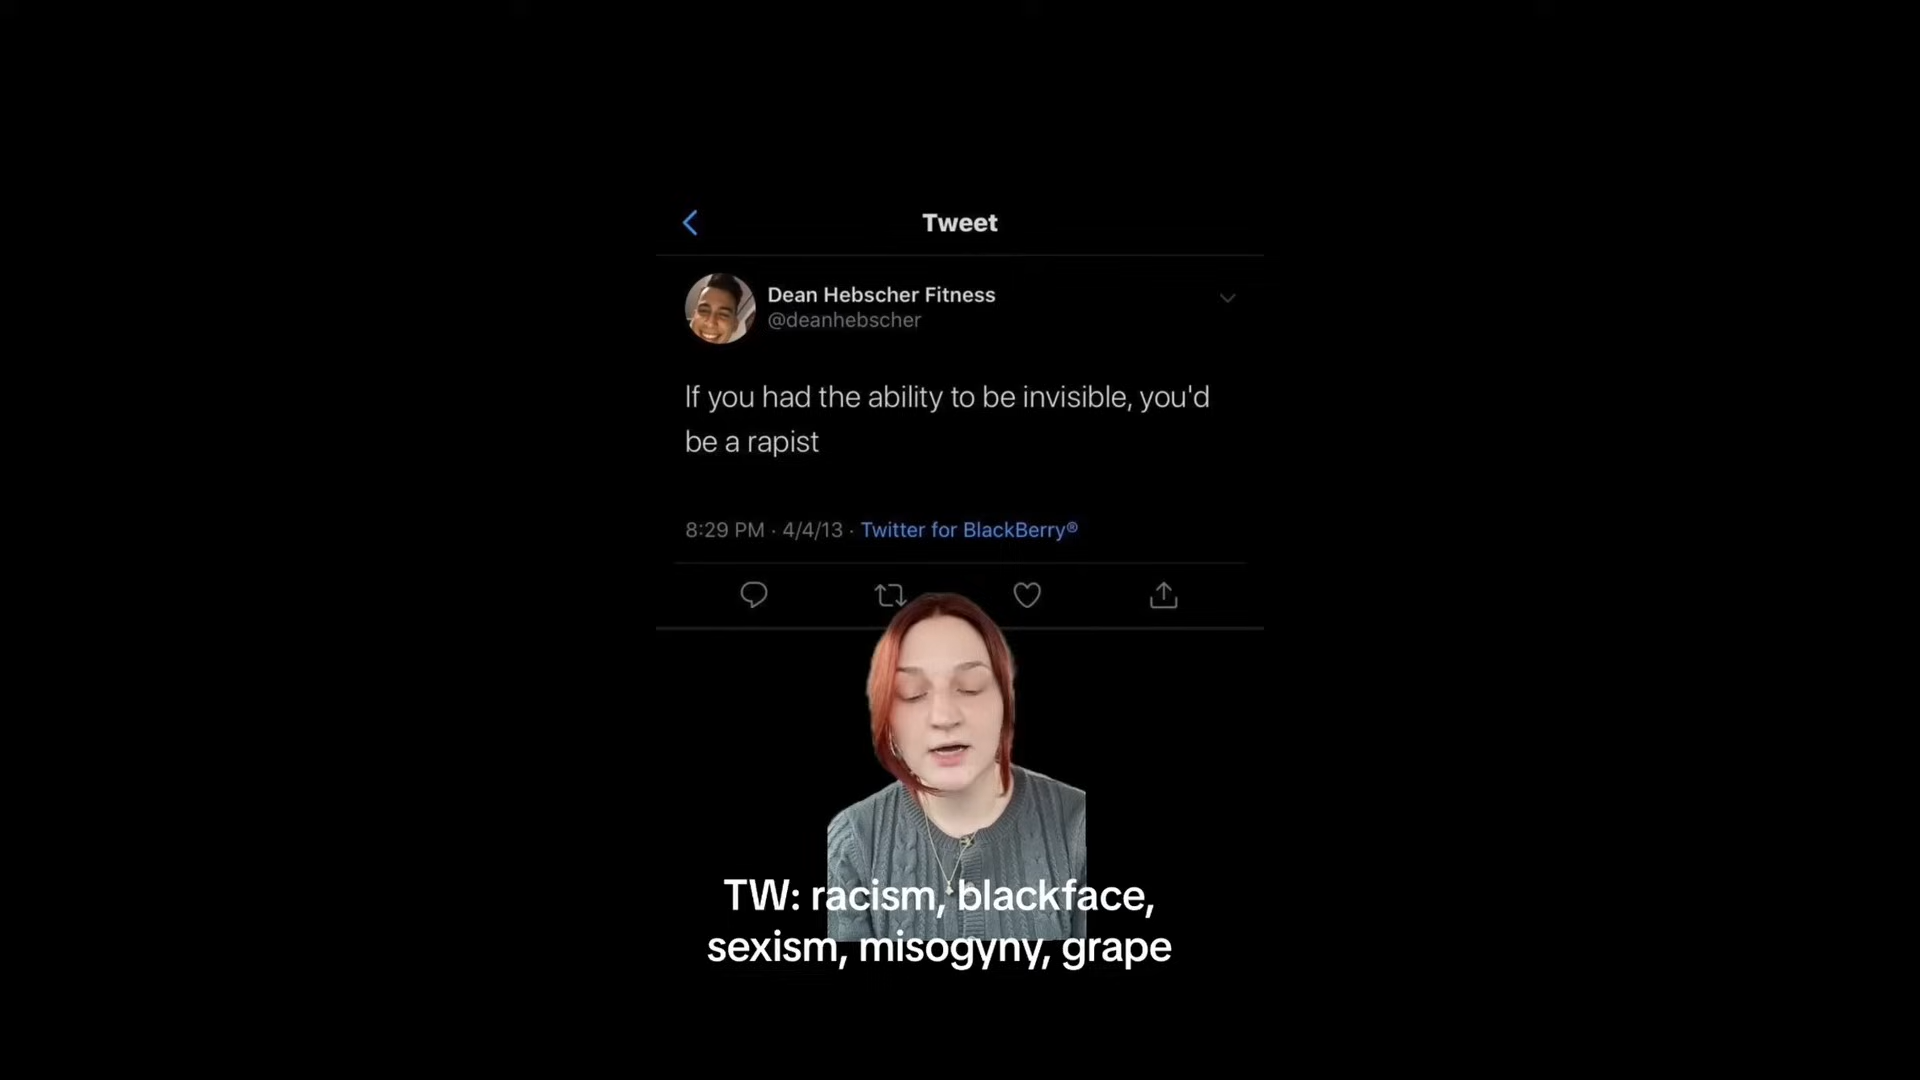 Tweet
Dean Hebscher Fitness
@deanhebscher
If you had the ability to be invisible, you'd
be a rapist
8:29 PM · 4/4/13 · Twitter for BlackBerry®
TW: racism, blackface,
sexism, misogyny, grape